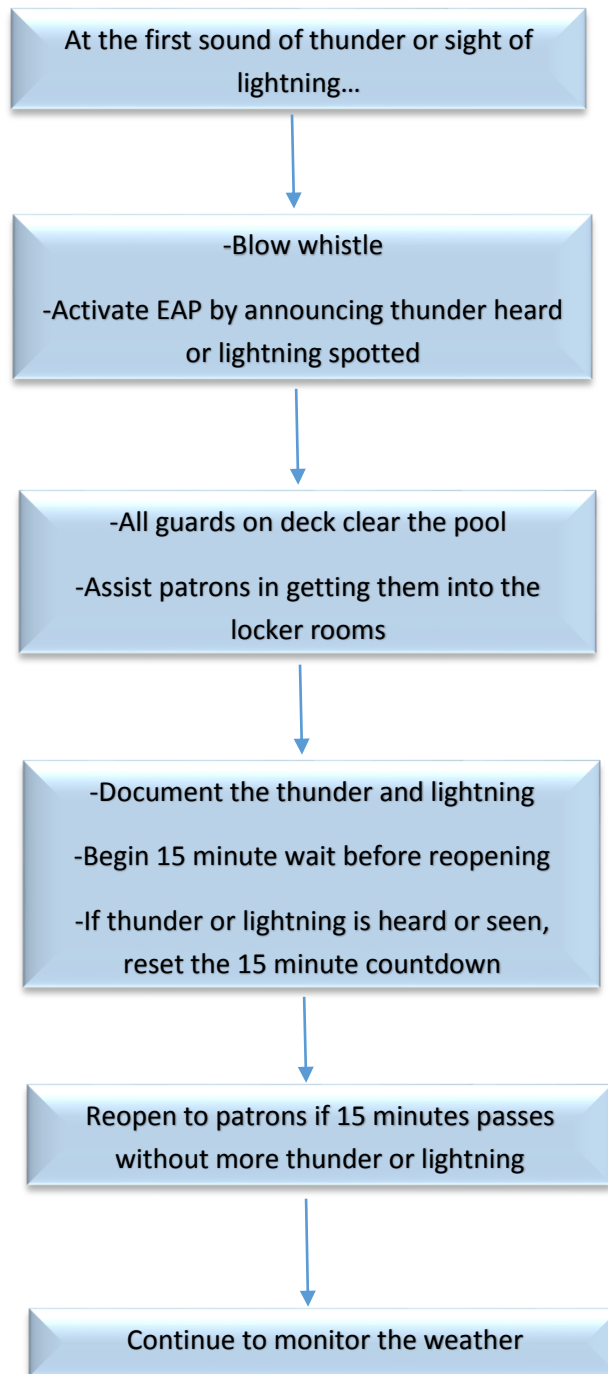 At the first sound of thunder or sight of
lightning…
-Blow whistle
-Activate EAP by announcing thunder heard
or lightning spotted
-All guards on deck clear the pool
-Assist patrons in getting them into the
locker rooms
-Document the thunder and lightning
-Begin 15 minute wait before reopening
-If thunder or lightning is heard or seen,
reset the 15 minute countdown
Reopen to patrons if 15 minutes passes
without more thunder or lightning
Continue to monitor the weather